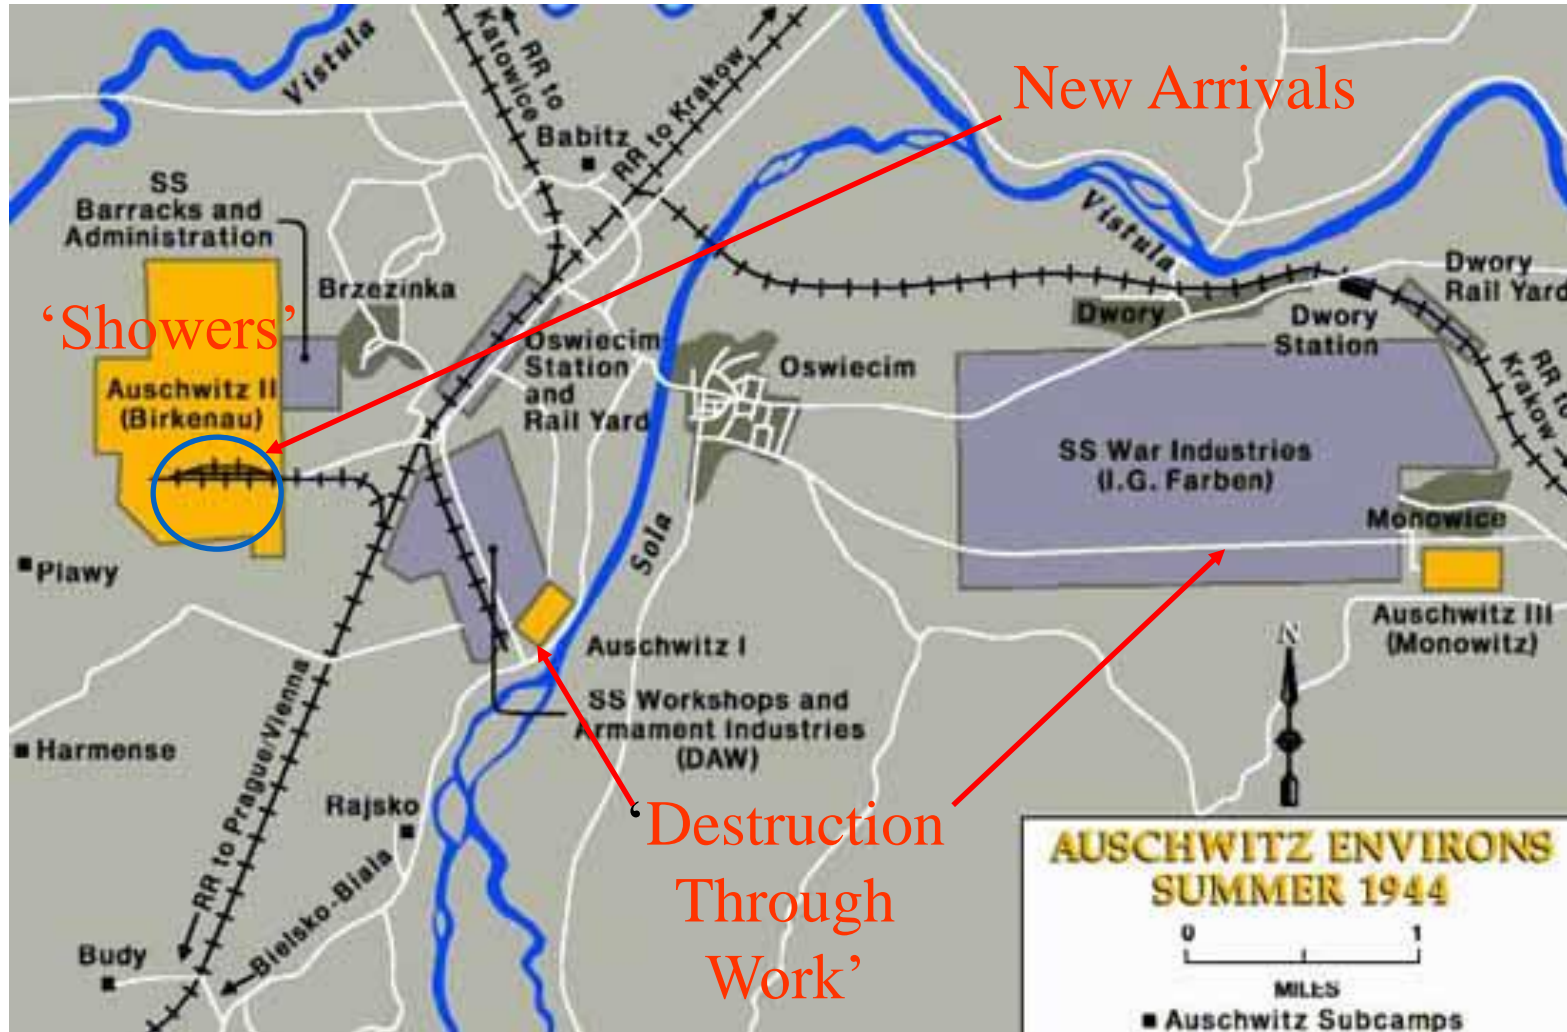 Vistula
RR to
Katowice
RR to Krakow
New Arrivals
Babitz
SS
Barracks and
Administration
Brzezinka
Vistula
Dwory
Rail Yard
‘Showers’
Oswiecim
Station
and
Rail Yard
Dwory
Dwory
Station
Auschwitz II
(Birkenau)
Oswiecim
RR to
Krakow
SS War Industries
(I.G. Farben)
Monowice
Sola
Plawy
Auschwitz III
(Monowitz)
N
Auschwitz I
SS Workshops and
Armament Industries
(DAW)
Harmense
RR to Prague/Vienna
Rajsko
‘Destruction
Through
Work’
Bielsko-Biala
Budy
AUSCHWITZ ENVIRONS
SUMMER 1944
0 1
MILES
Auschwitz Subcamps